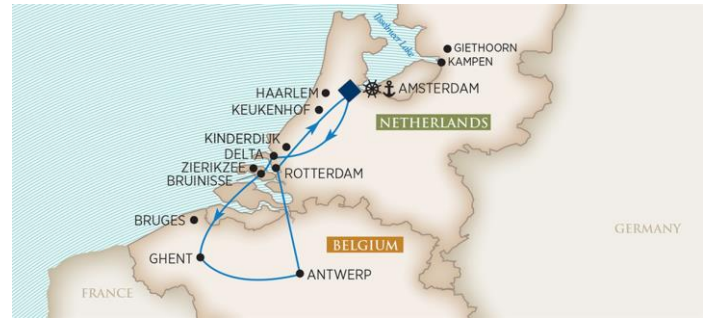 IJsselmeer Lake
GIETHOORN
KAMPEN
HAARLEM
AMSTERDAM
KEUKENHOF
NETHERLANDS
KINDERDIJK
DELTA
ZIERIKZEE
ROTTERDAM
BRUINISSE
BRUGES
BELGIUM
GERMANY
GHENT
ANTWERP
FRANCE